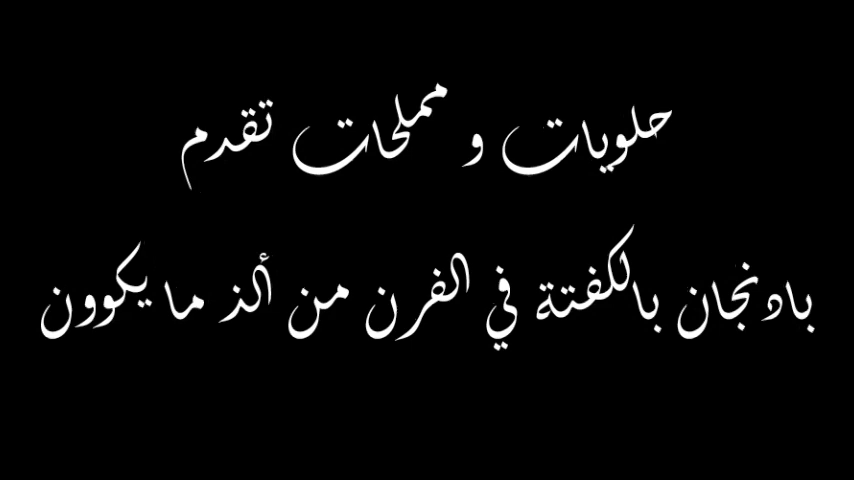 حلويات و مملحات تقدم
بادنجان بالكفتة في الفرن من ألذ ما يكوون